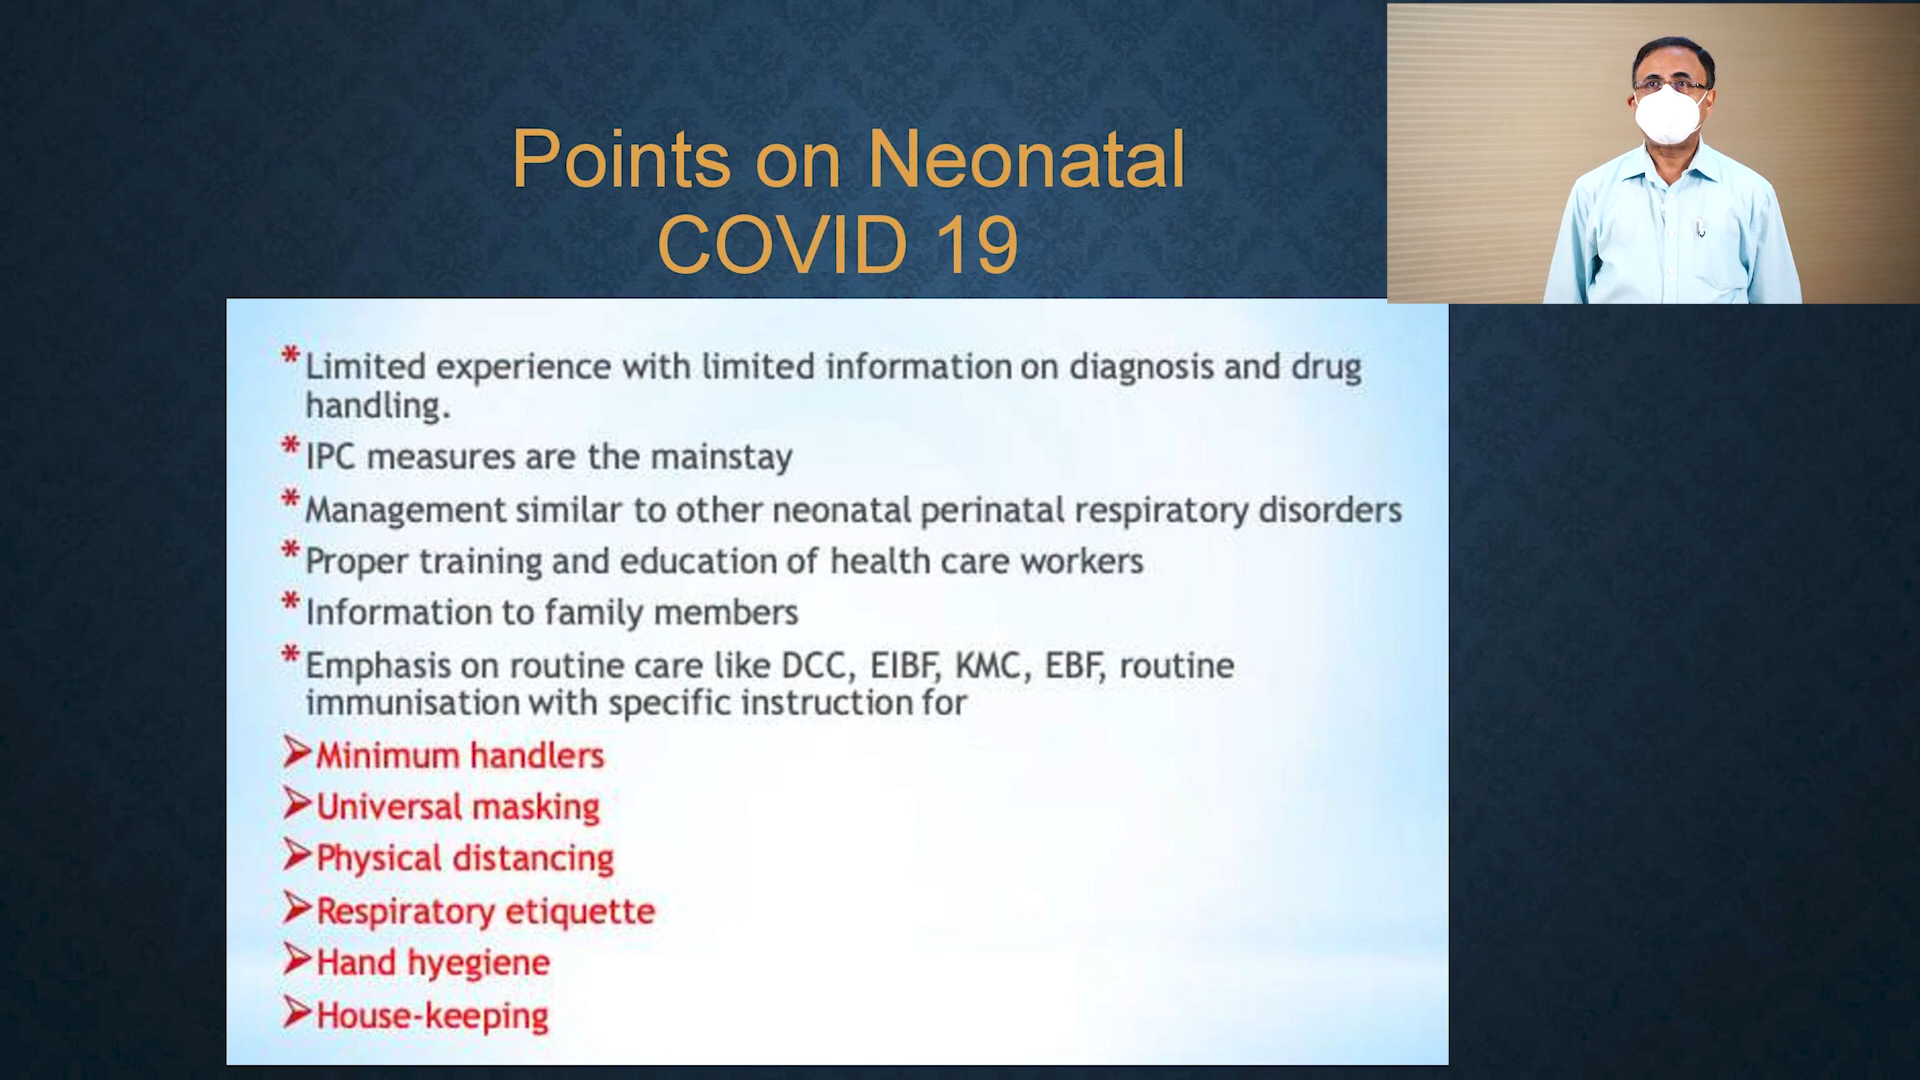 Points on Neonatal
COVID 19
* Limited experience with limited information on diagnosis and drug
handling.
* IPC measures are the mainstay
* Management similar to other neonatal perinatal respiratory disorders
* Proper training and education of health care workers
* Information to family members
* Emphasis on routine care like DCC, EIBF, KMC, EBF, routine
immunisation with specific instruction for
➢ Minimum handlers
➢ Universal masking
➢ Physical distancing
➢ Respiratory etiquette
➢ Hand hyegiene
➢ House-keeping